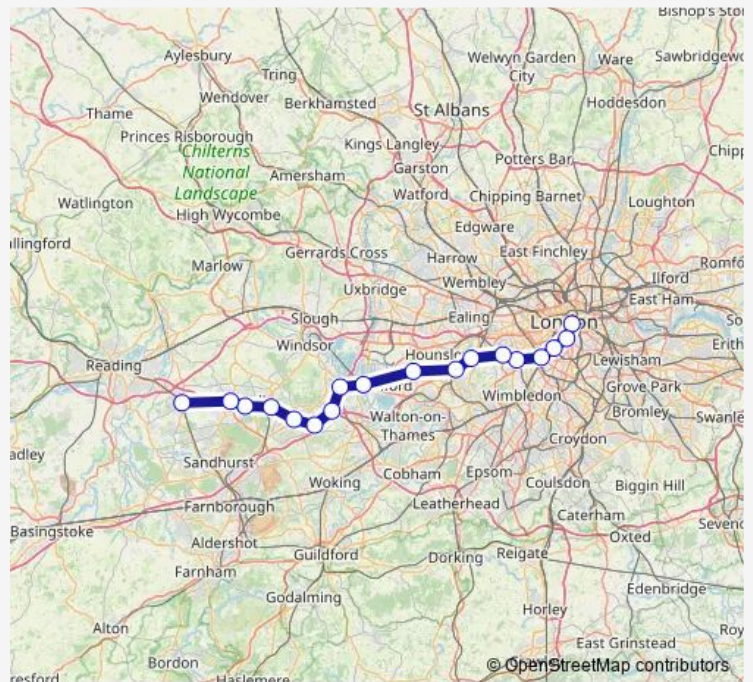 Bishop's Stor
Aylesbury
Welwyn Garden
City
Ware
Sawbridgewo
Tring
Wendover
Berkhamsted
St Albans
Hoddesdon
Thame
Princes Risborough
Kings Langley
Potters Bar
Chipp
Chilterns
National
Landscape
Amersham
Garston
Watford
Chipping Barnet
Loughton
Watlington
High Wycombe
Edgware
allingford
Gerrards Cross
Harrow
East Finchley
Marlow
Uxbridge
Wembley
Ilford
Romfo
East Ham
Slough
Ealing
London
So
Windsor
Erith
Reading
Hounslo
Lewisham
Wimbledon
Grove Park
Bromley
Swanle
Walton-on-
Thames
Croydon
adley
Sandhurst
Woking
Cobham
Epsom
Coulsdon
Biggin Hill
Farnborough
Leatherhead
Caterham
Oxted
Seveno
Basingstoke
Aldershot
Guildford
Dorking
Reigate
Farnham
Godalming
Edenbridge
Horley
Alton
East Grinstead
Roy
Bordon
Haslemere
© OpenStreetMap contributors
resford